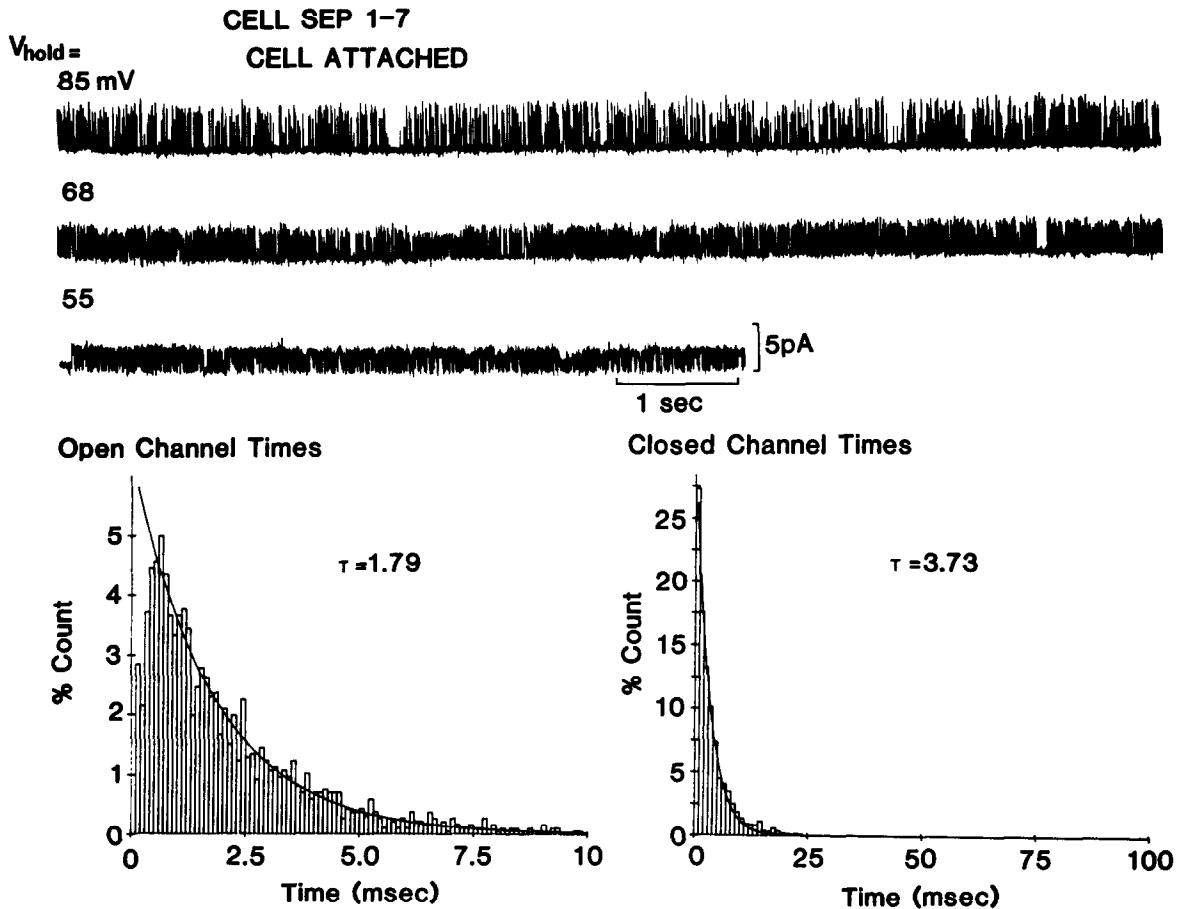 CELL SEP 1-7
V hold =
CELL ATTACHED
85 mV
68
55
5pA
1 sec
Open Channel Times
Closed Channel Times
τ =1.79
τ =3.73
% Count
5
4
3
2
1
0
0
2.5
5.0
7.5
10
Time (msec)
% Count
25
20
15
10
5
0
0
25
50
75
100
Time (msec)